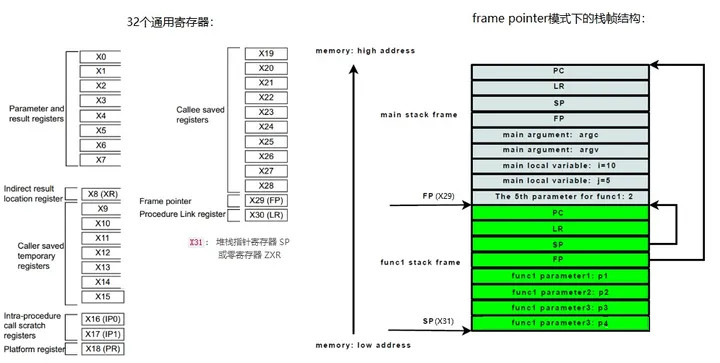 32个通用寄存器：
X0
X1
X2
X3
X4
X5
X6
X7
Parameter and
result registers
Indirect result
location register
X8 (XR)
X9
X10
X11
X12
X13
X14
X15
Caller saved
temporary
registers
Intra-procedure
call scratch
registers
X16 (IP0)
X17 (IP1)
Platform register
X18 (PR)
X19
X20
X21
X22
X23
X24
X25
X26
X27
X28
Callee saved
registers
Frame pointer
X29 (FP)
Procedure Link register
X30 (LR)
X31： 堆栈指针寄存器 SP
或零寄存器 ZXR
frame pointer模式下的栈帧结构：
memory: high address
main stack frame
PC
LR
SP
FP
main argument: argc
main argument: argv
main local variable: i=10
main local variable: j=5
The 5th parameter for func1: 2
FP (X29)
func1 stack frame
PC
LR
SP
FP
func1 parameter1: p1
func1 parameter2: p2
func1 parameter3: p3
func1 parameter3: p4
SP(X31)
memory: low address